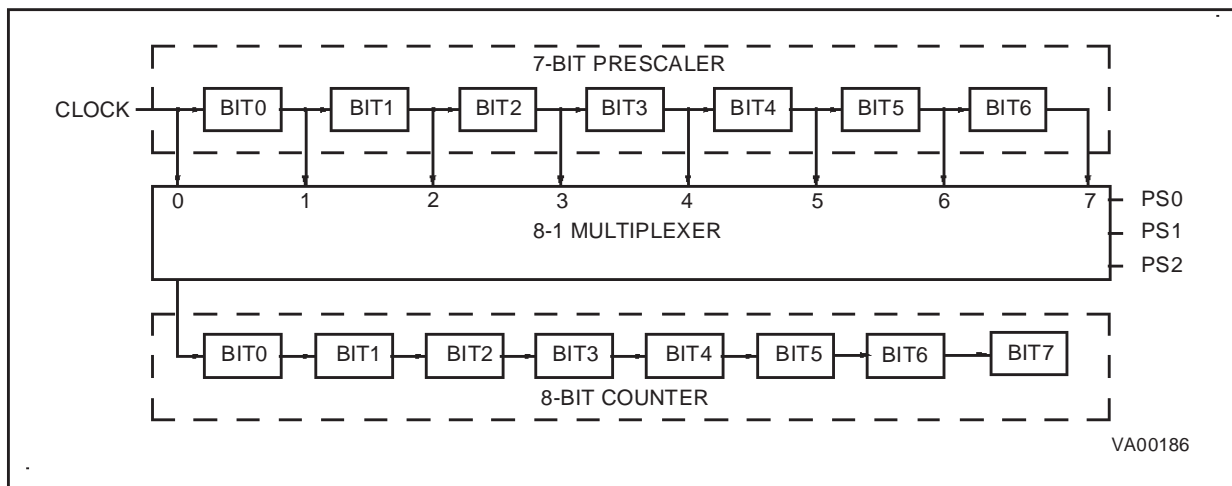 7-BIT PRESCALER
CLOCK BIT0 BIT1 BIT2 BIT3 BIT4 BIT5 BIT6
0 1 2 3 4 5 6 7 PS0
8-1 MULTIPLEXER PS1
PS2
BIT0 BIT1 BIT2 BIT3 BIT4 BIT5 BIT6 BIT7
8-BIT COUNTER
VA00186